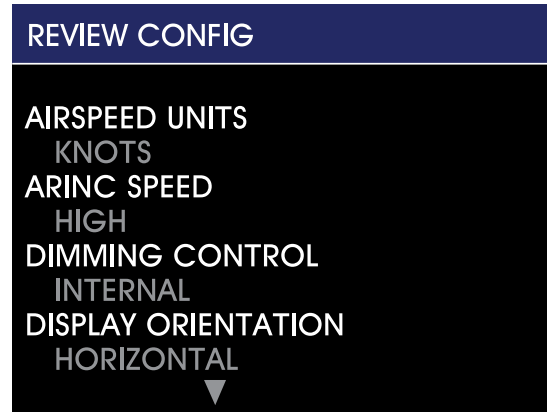 REVIEW CONFIG
AIRSPEED UNITS
KNOTS
ARINC SPEED
HIGH
DIMMING CONTROL
INTERNAL
DISPLAY ORIENTATION
HORIZONTAL